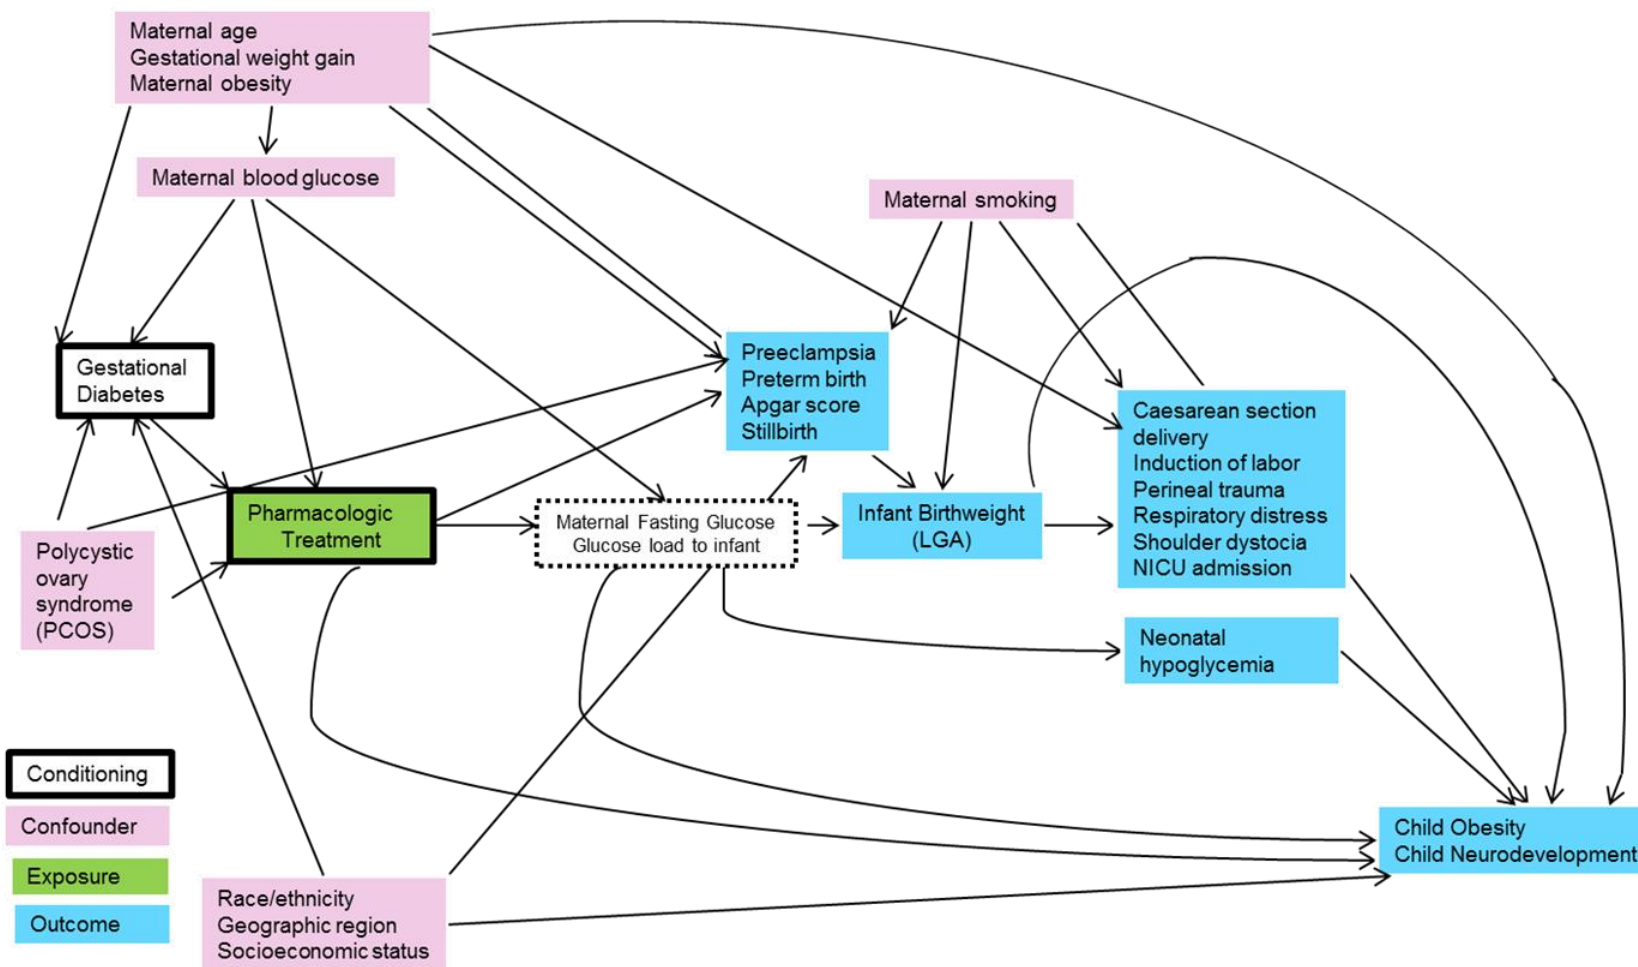 Maternal age
Gestational weight gain
Maternal obesity
Maternal blood glucose
Maternal smoking
Gestational
Diabetes
Preeclampsia
Preterm birth
Apgar score
Stillbirth
Caesarean section
delivery
Induction of labor
Perineal trauma
Respiratory distress
Shoulder dystocia
NICU admission
Pharmacologic
Treatment
Maternal Fasting Glucose
Glucose load to infant
Infant Birthweight
(LGA)
Polycystic
ovary
syndrome
(PCOS)
Neonatal
hypoglycemia
Conditioning
Confounder
Exposure
Outcome
Race/ethnicity
Geographic region
Socioeconomic status
Child Obesity
Child Neurodevelopment